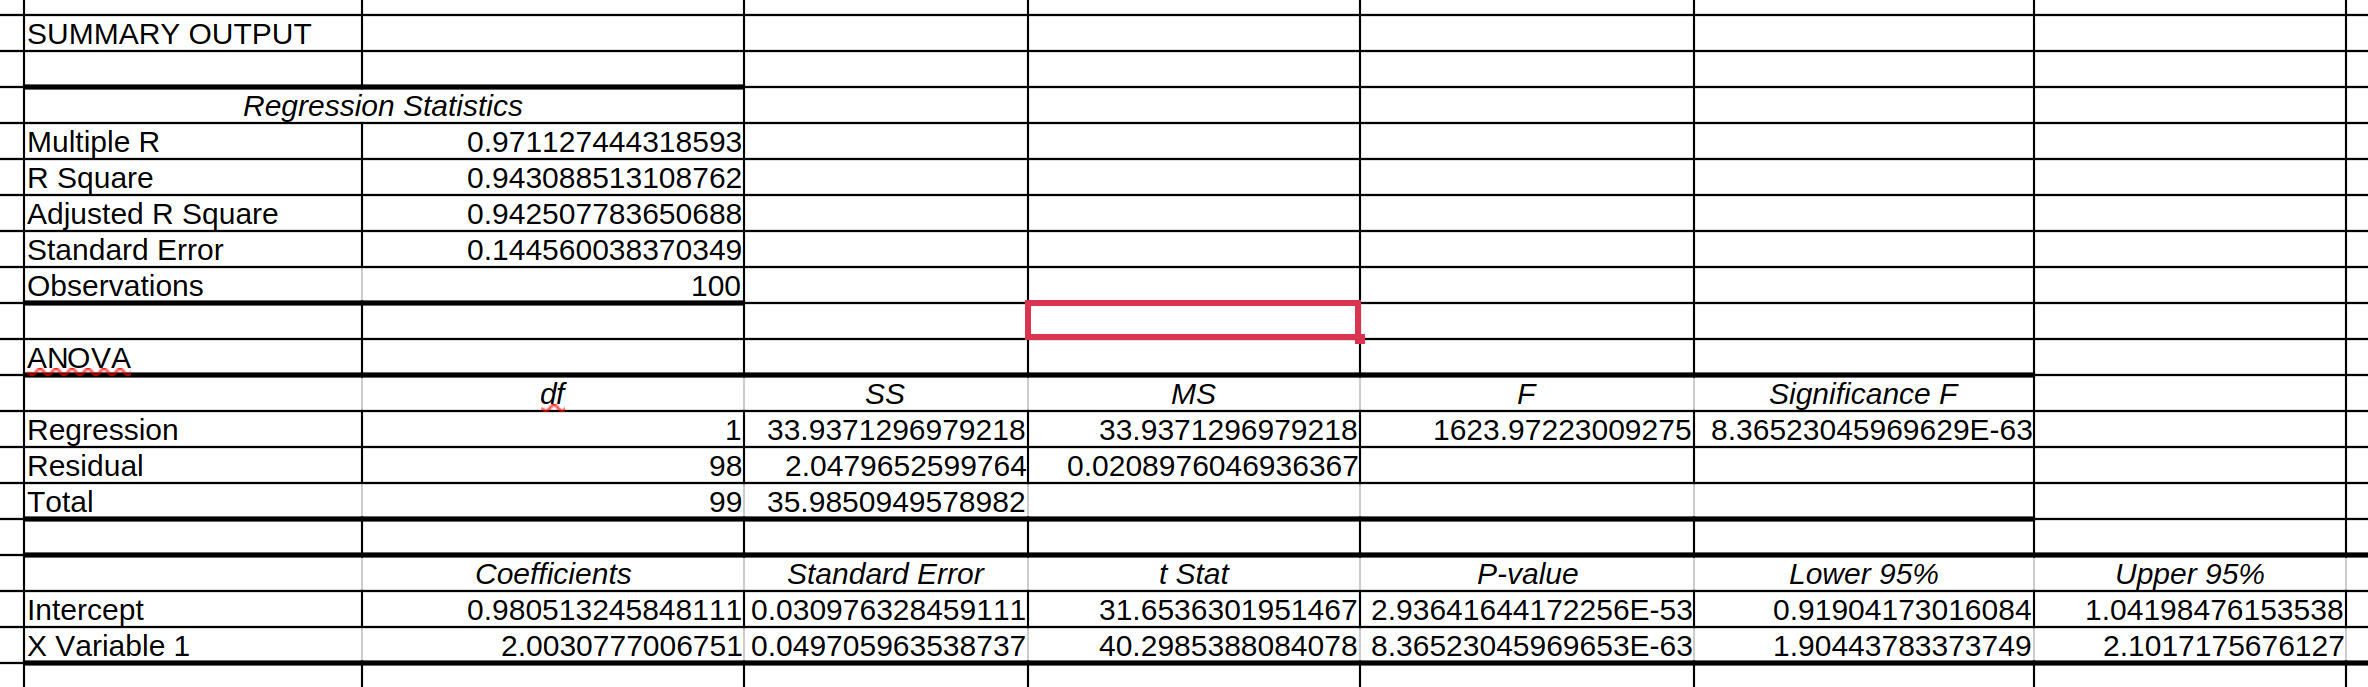 SUMMARY OUTPUT
Regression Statistics
Multiple R 0.971127444318593
R Square 0.943088513108762
Adjusted R Square 0.942507783650688
Standard Error 0.144560038370349
Observations 100
ANOVA
df SS MS F Significance F
Regression 1 33.9371296979218 33.9371296979218 1623.97223009275 8.36523045969629E-63
Residual 98 2.0479652599764 0.0208976046936367
Total 99 35.9850949578982
Coefficients Standard Error t Stat P-value Lower 95% Upper 95%
Intercept 0.980513245848111 0.030976328459111 31.6536301951467 2.93641644172256E-53 0.91904173016084 1.04198476153538
X Variable 1 2.00307777006751 0.049705963538737 40.2985388084078 8.36523045969653E-63 1.90443783373749 2.1017175676127